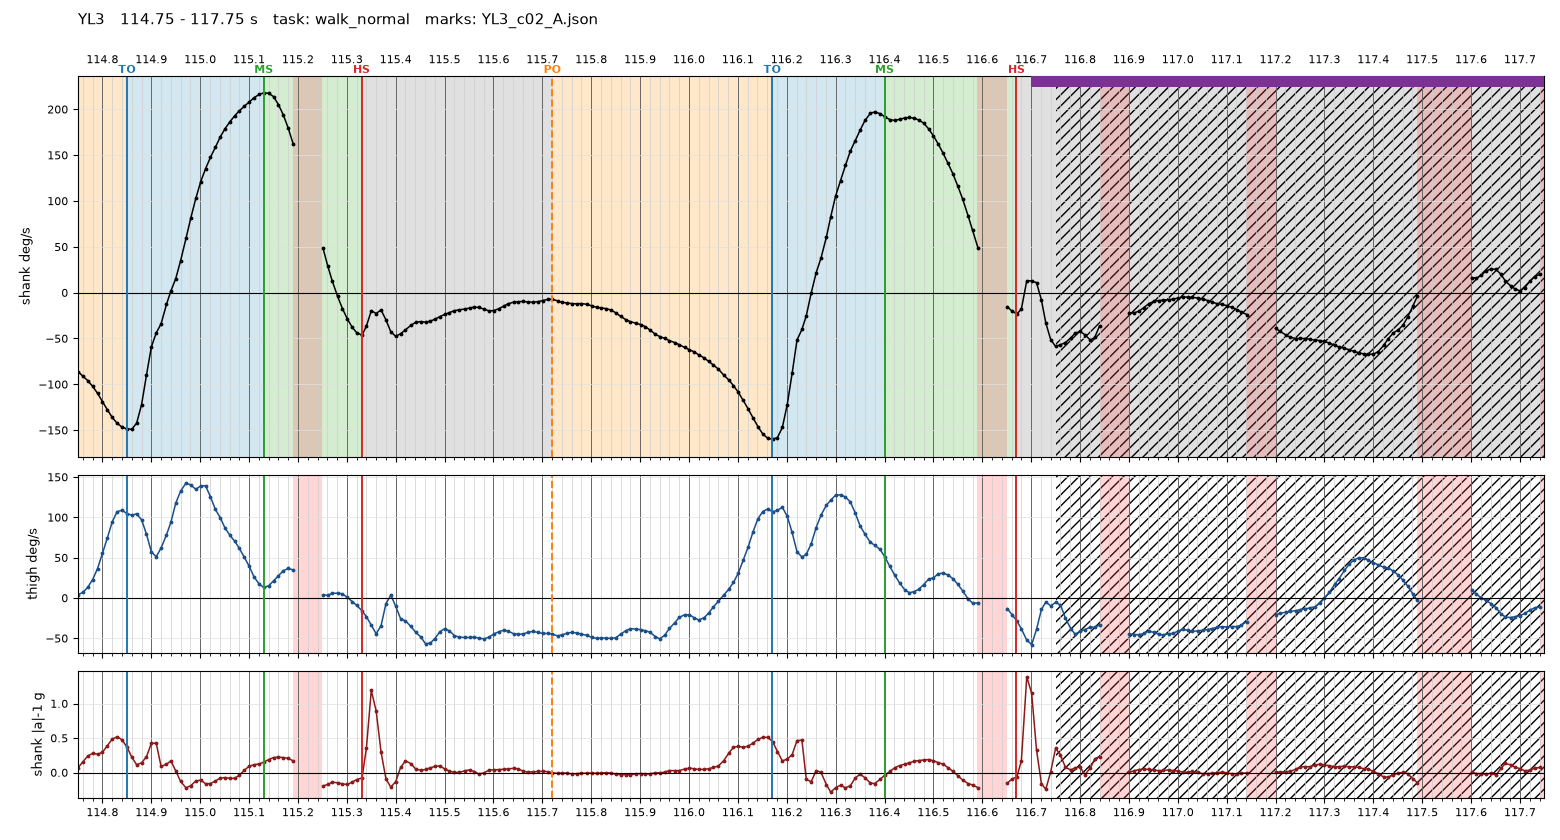 YL3   114.75 - 117.75 s   task: walk_normal   marks: YL3_c02_A.json
114.8 114.9 115.0 115.1 115.2 115.3 115.4 115.5 115.6 115.7 115.8 115.9 116.0 116.1 116.2 116.3 116.4 116.5 116.6 116.7 116.8 116.9 117.0 117.1 117.2 117.3 117.4 117.5 117.6 117.7
TO MS HS PO TO MS HS
shank deg/s
200
150
100
50
0
−50
−100
−150
thigh deg/s
150
100
50
0
−50
shank |a|-1 g
1.0
0.5
0.0
114.8 114.9 115.0 115.1 115.2 115.3 115.4 115.5 115.6 115.7 115.8 115.9 116.0 116.1 116.2 116.3 116.4 116.5 116.6 116.7 116.8 116.9 117.0 117.1 117.2 117.3 117.4 117.5 117.6 117.7